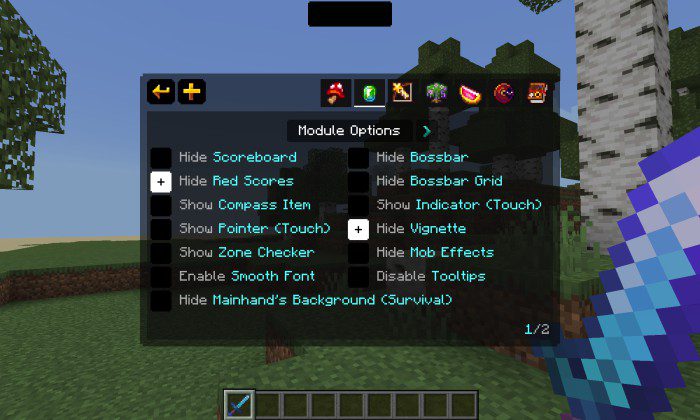 Module Options
Hide Scoreboard
Hide Bossbar
Hide Red Scores
Hide Bossbar Grid
Show Compass Item
Show Indicator (Touch)
Show Pointer (Touch)
Hide Vignette
Show Zone Checker
Hide Mob Effects
Enable Smooth Font
Disable Tooltips
Hide Mainhand's Background (Survival)
1/2